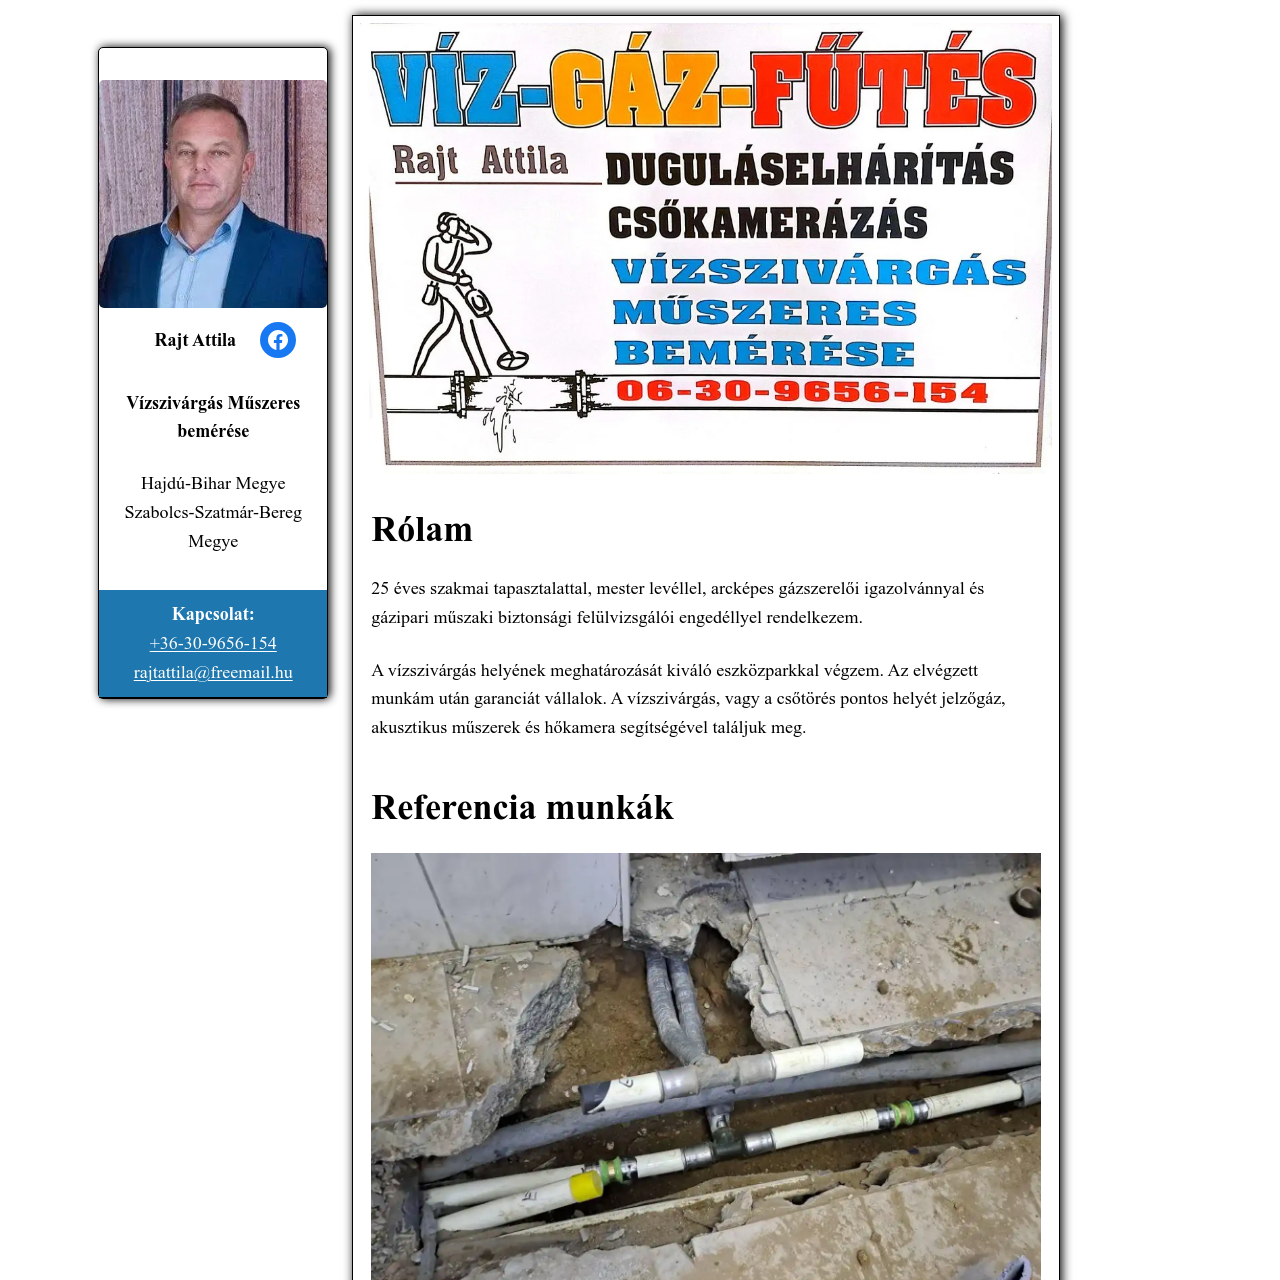 Rajt Attila
Vízszivárgás Műszeres
bemérése
Hajdú-Bihar Megye
Szabolcs-Szatmár-Bereg
Megye
Kapcsolat:
+36-30-9656-154
rajtattila@freemail.hu
VÍZ-GÁZ-FŰTÉS
Rajt Attila
DUGULÁSELHÁRÍTÁS
CSŐKAMERÁZÁS
VÍZSZIVÁRGÁS
MŰSZERES
BEMÉRÉSE
06-30-9656-154
Rólam
25 éves szakmai tapasztalattal, mester levéllel, arcképes gázszerelői igazolvánnyal és
gázipari műszaki biztonsági felülvizsgálói engedéllyel rendelkezem.
A vízszivárgás helyének meghatározását kiváló eszközparkkal végzem. Az elvégzett
munkám után garanciát vállalok. A vízszivárgás, vagy a csőtörés pontos helyét jelzőgáz,
akusztikus műszerek és hőkamera segítségével találjuk meg.
Referencia munkák